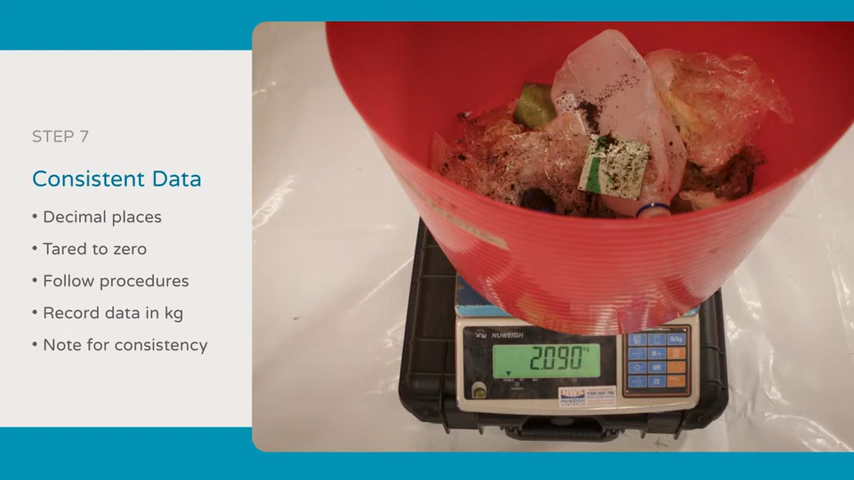 STEP 7
Consistent Data
• Decimal places
• Tared to zero
• Follow procedures
• Record data in kg
• Note for consistency
NUWEIGH
2.090